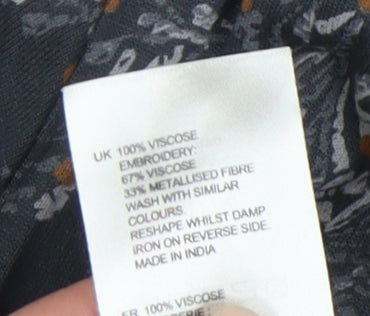 UK 100% VISCOSE
EMBROIDERY:
67% VISCOSE
33% METALLISED FIBRE
WASH WITH SIMILAR
COLOURS.
RESHAPE WHILST DAMP
IRON ON REVERSE SIDE.
MADE IN INDIA
FR 100% VISCOSE